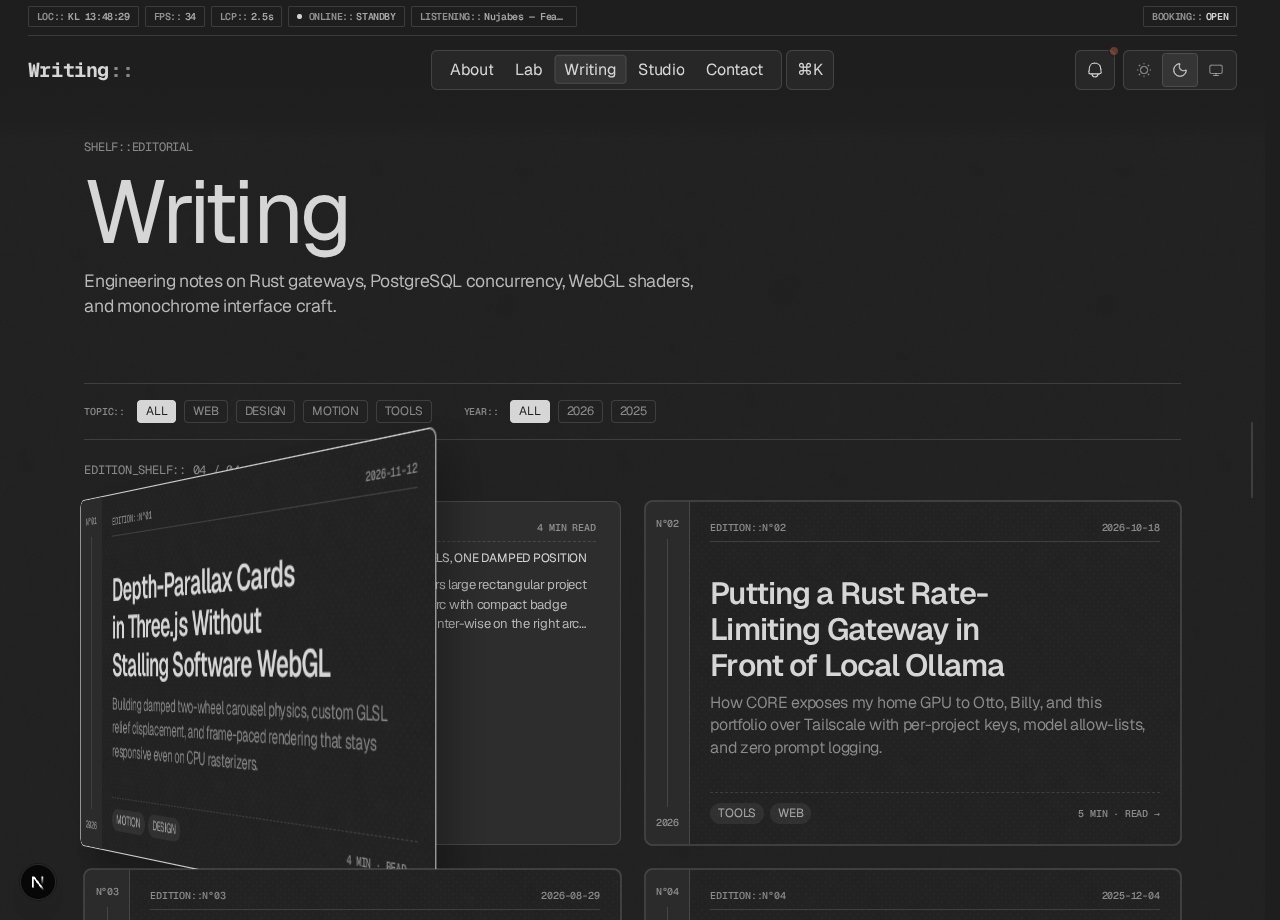 LOC:: KL 13:48:29
FPS:: 34
LCP:: 2.5s
ONLINE:: STANDBY
LISTENING:: Nujabes — Fea…
BOOKING:: OPEN
Writing::
About
Lab
Writing
Studio
Contact
⌘K
SHELF::EDITORIAL
Writing
Engineering notes on Rust gateways, PostgreSQL concurrency, WebGL shaders,
and monochrome interface craft.
TOPIC::
ALL
WEB
DESIGN
MOTION
TOOLS
YEAR::
ALL
2026
2025
EDITION_SHELF:: 04 /
N°01
EDITION::N°01
2026-11-12
Depth-Parallax Cards
in Three.js Without
Stalling Software WebGL
Building damped two-wheel carousel physics, custom GLSL
relief displacement, and frame-paced rendering that stays
responsive even on CPU rasterizers.
2026
MOTION
DESIGN
4 MIN · READ
4 MIN READ
LS, ONE DAMPED POSITION
rs large rectangular project
rc with compact badge
nter-wise on the right arc…
N°02
EDITION::N°02
2026-10-18
Putting a Rust Rate-
Limiting Gateway in
Front of Local Ollama
How CORE exposes my home GPU to Otto, Billy, and this
portfolio over Tailscale with per-project keys, model allow-lists,
and zero prompt logging.
2026
TOOLS
WEB
5 MIN · READ →
N°03
EDITION::N°03
2026-08-29
N°04
EDITION::N°04
2025-12-04
N